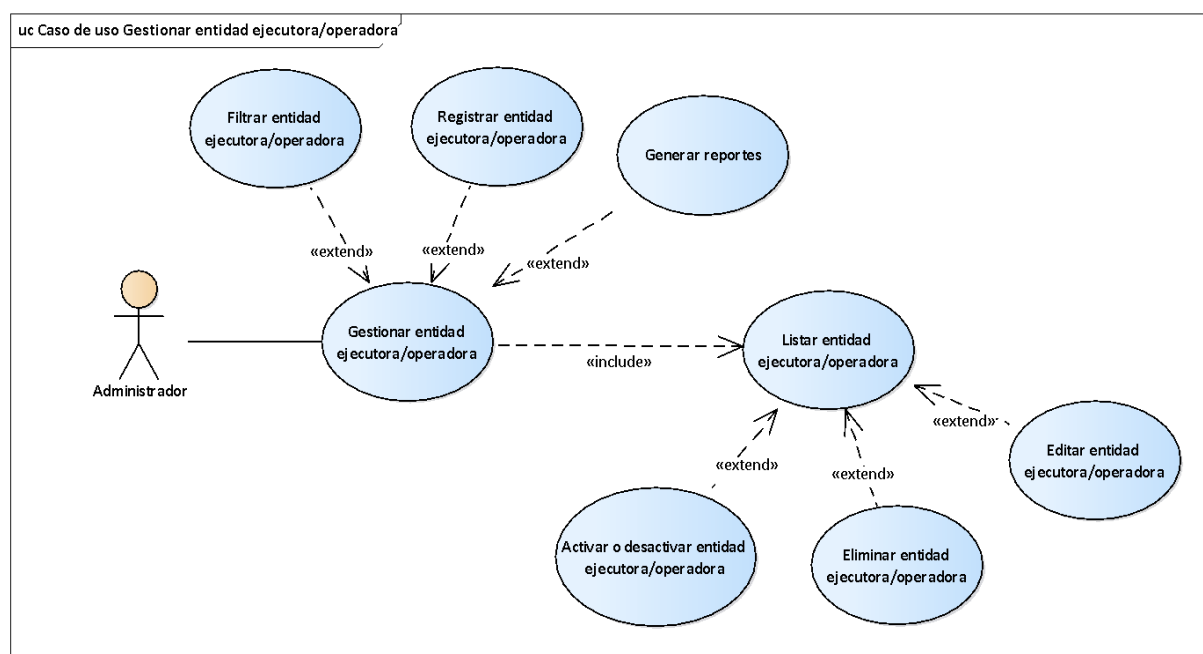 uc Caso de uso Gestionar entidad ejecutora/operadora
Filtrar entidad
ejecutora/operadora
Registrar entidad
ejecutora/operadora
Generar reportes
«extend»
«extend»
«extend»
Gestionar entidad
ejecutora/operadora
Administrador
«include»
Listar entidad
ejecutora/operadora
«extend»
«extend»
«extend»
Editar entidad
ejecutora/operadora
Activar o desactivar entidad
ejecutora/operadora
Eliminar entidad
ejecutora/operadora